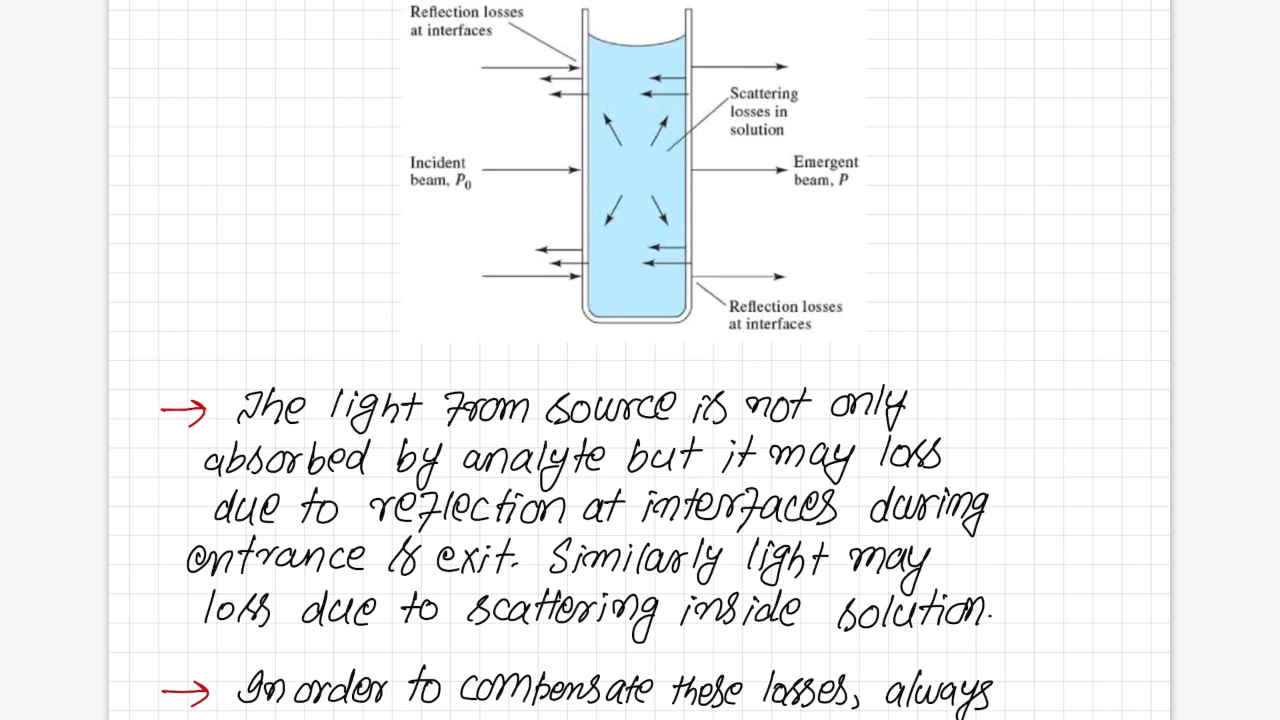 Reflection losses
at interfaces
Scattering
losses in
solution
Incident
beam, P0
Emergent
beam, P
Reflection losses
at interfaces
→ The light from source is not only
absorbed by analyte but it may loss
due to reflection at interfaces during
entrance & exit. Similarly light may
loss due to scattering inside solution.
→ In order to compensate these losses, always